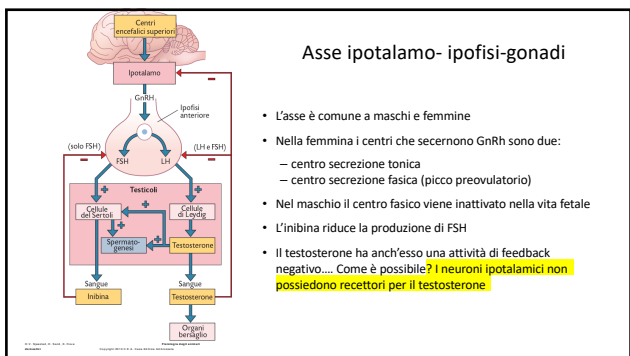 Asse ipotalamo- ipofisi-gonadi
Centri
encefalici superiori
Ipotalamo
−
GnRH
Ipofisi
anteriore
(solo FSH)
(LH e FSH)
−
−
FSH
LH
+
+
Testicoli
Cellule
del Sertoli
+
Cellule
di Leydig
+
+
+
Spermato-
genesi
Testosterone
Sangue
Sangue
Inibina
Testosterone
Organi
bersaglio
• L'asse è comune a maschi e femmine
• Nella femmina i centri che secernono GnRh sono due:
– centro secrezione tonica
– centro secrezione fasica (picco preovulatorio)
• Nel maschio il centro fasico viene inattivato nella vita fetale
• L'inibina riduce la produzione di FSH
• Il testosterone ha anch'esso una attività di feedback
negativo…. Come è possibile? I neuroni ipotalamici non
possiedono recettori per il testosterone